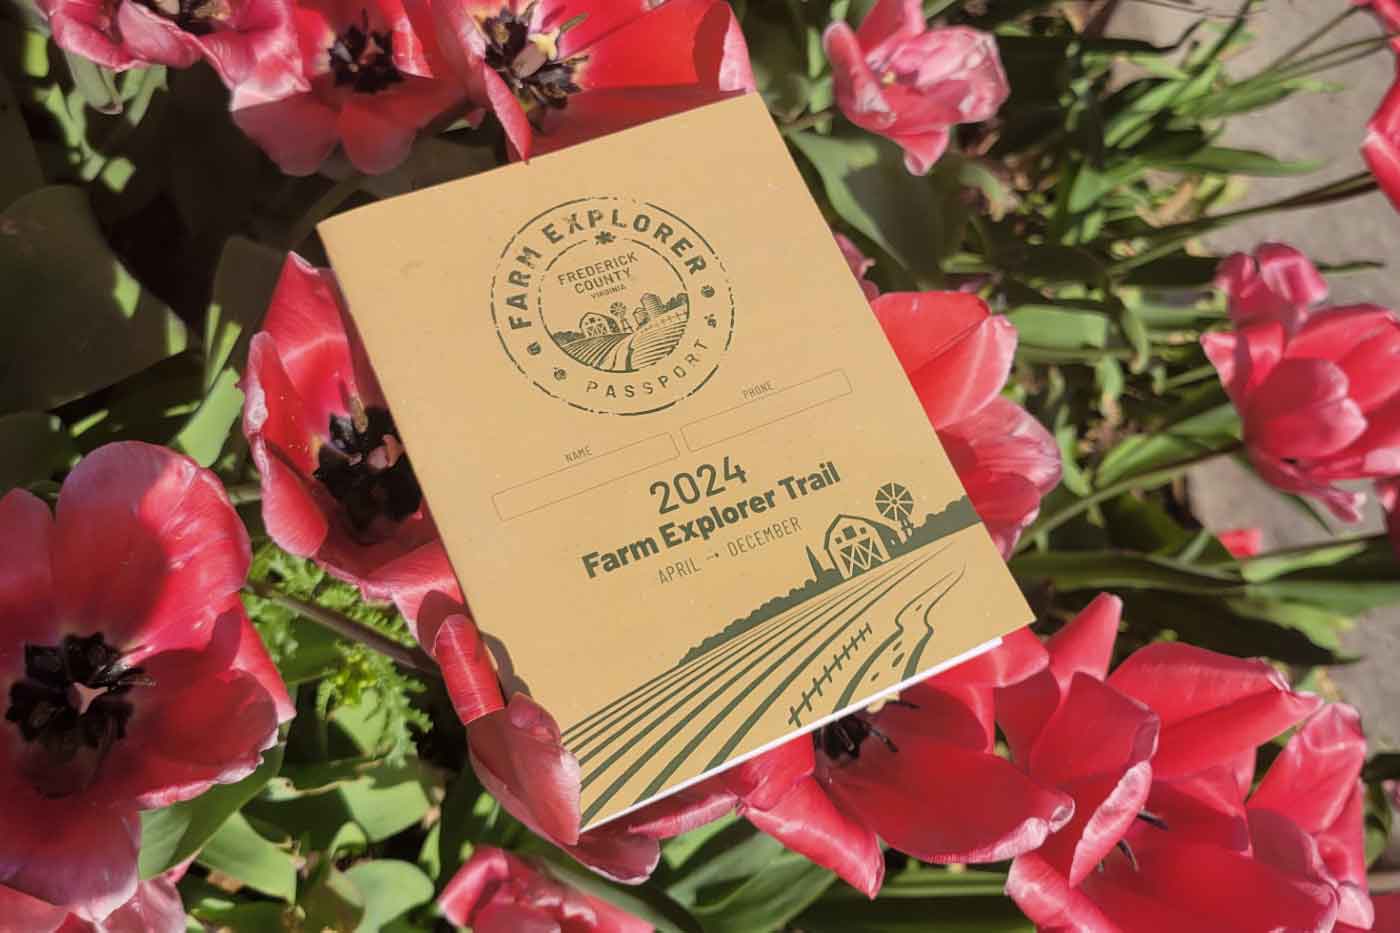 FARM EXPLORER
FREDERICK
COUNTY
VIRGINIA
PASSPORT
NAME
PHONE
2024
Farm Explorer Trail
APRIL → DECEMBER